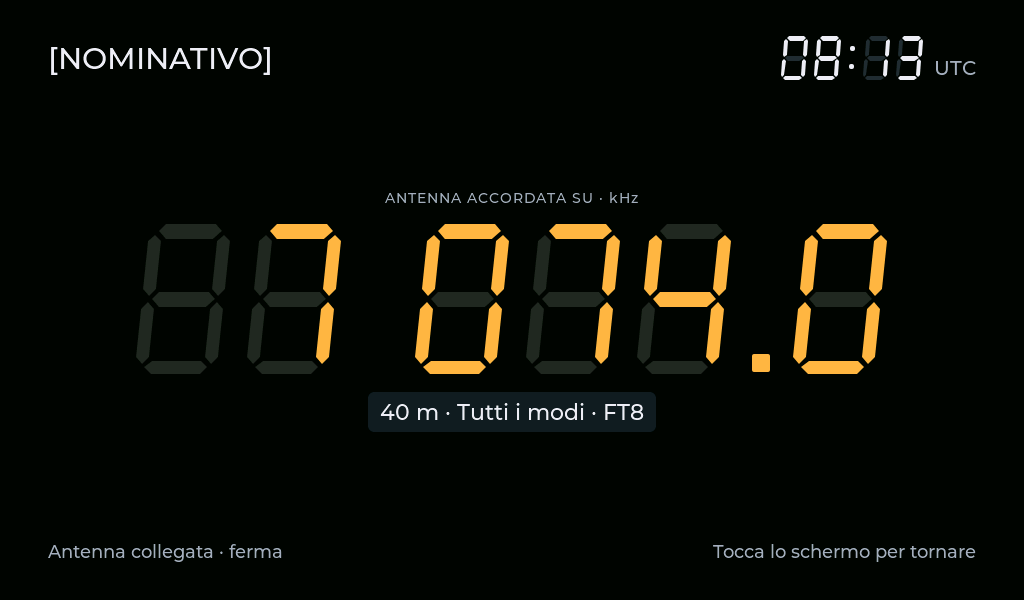 [NOMINATIVO]
08:13 UTC
ANTENNA ACCORDATA SU · kHz
7 074.0
40 m · Tutti i modi · FT8
Antenna collegata · ferma
Tocca lo schermo per tornare